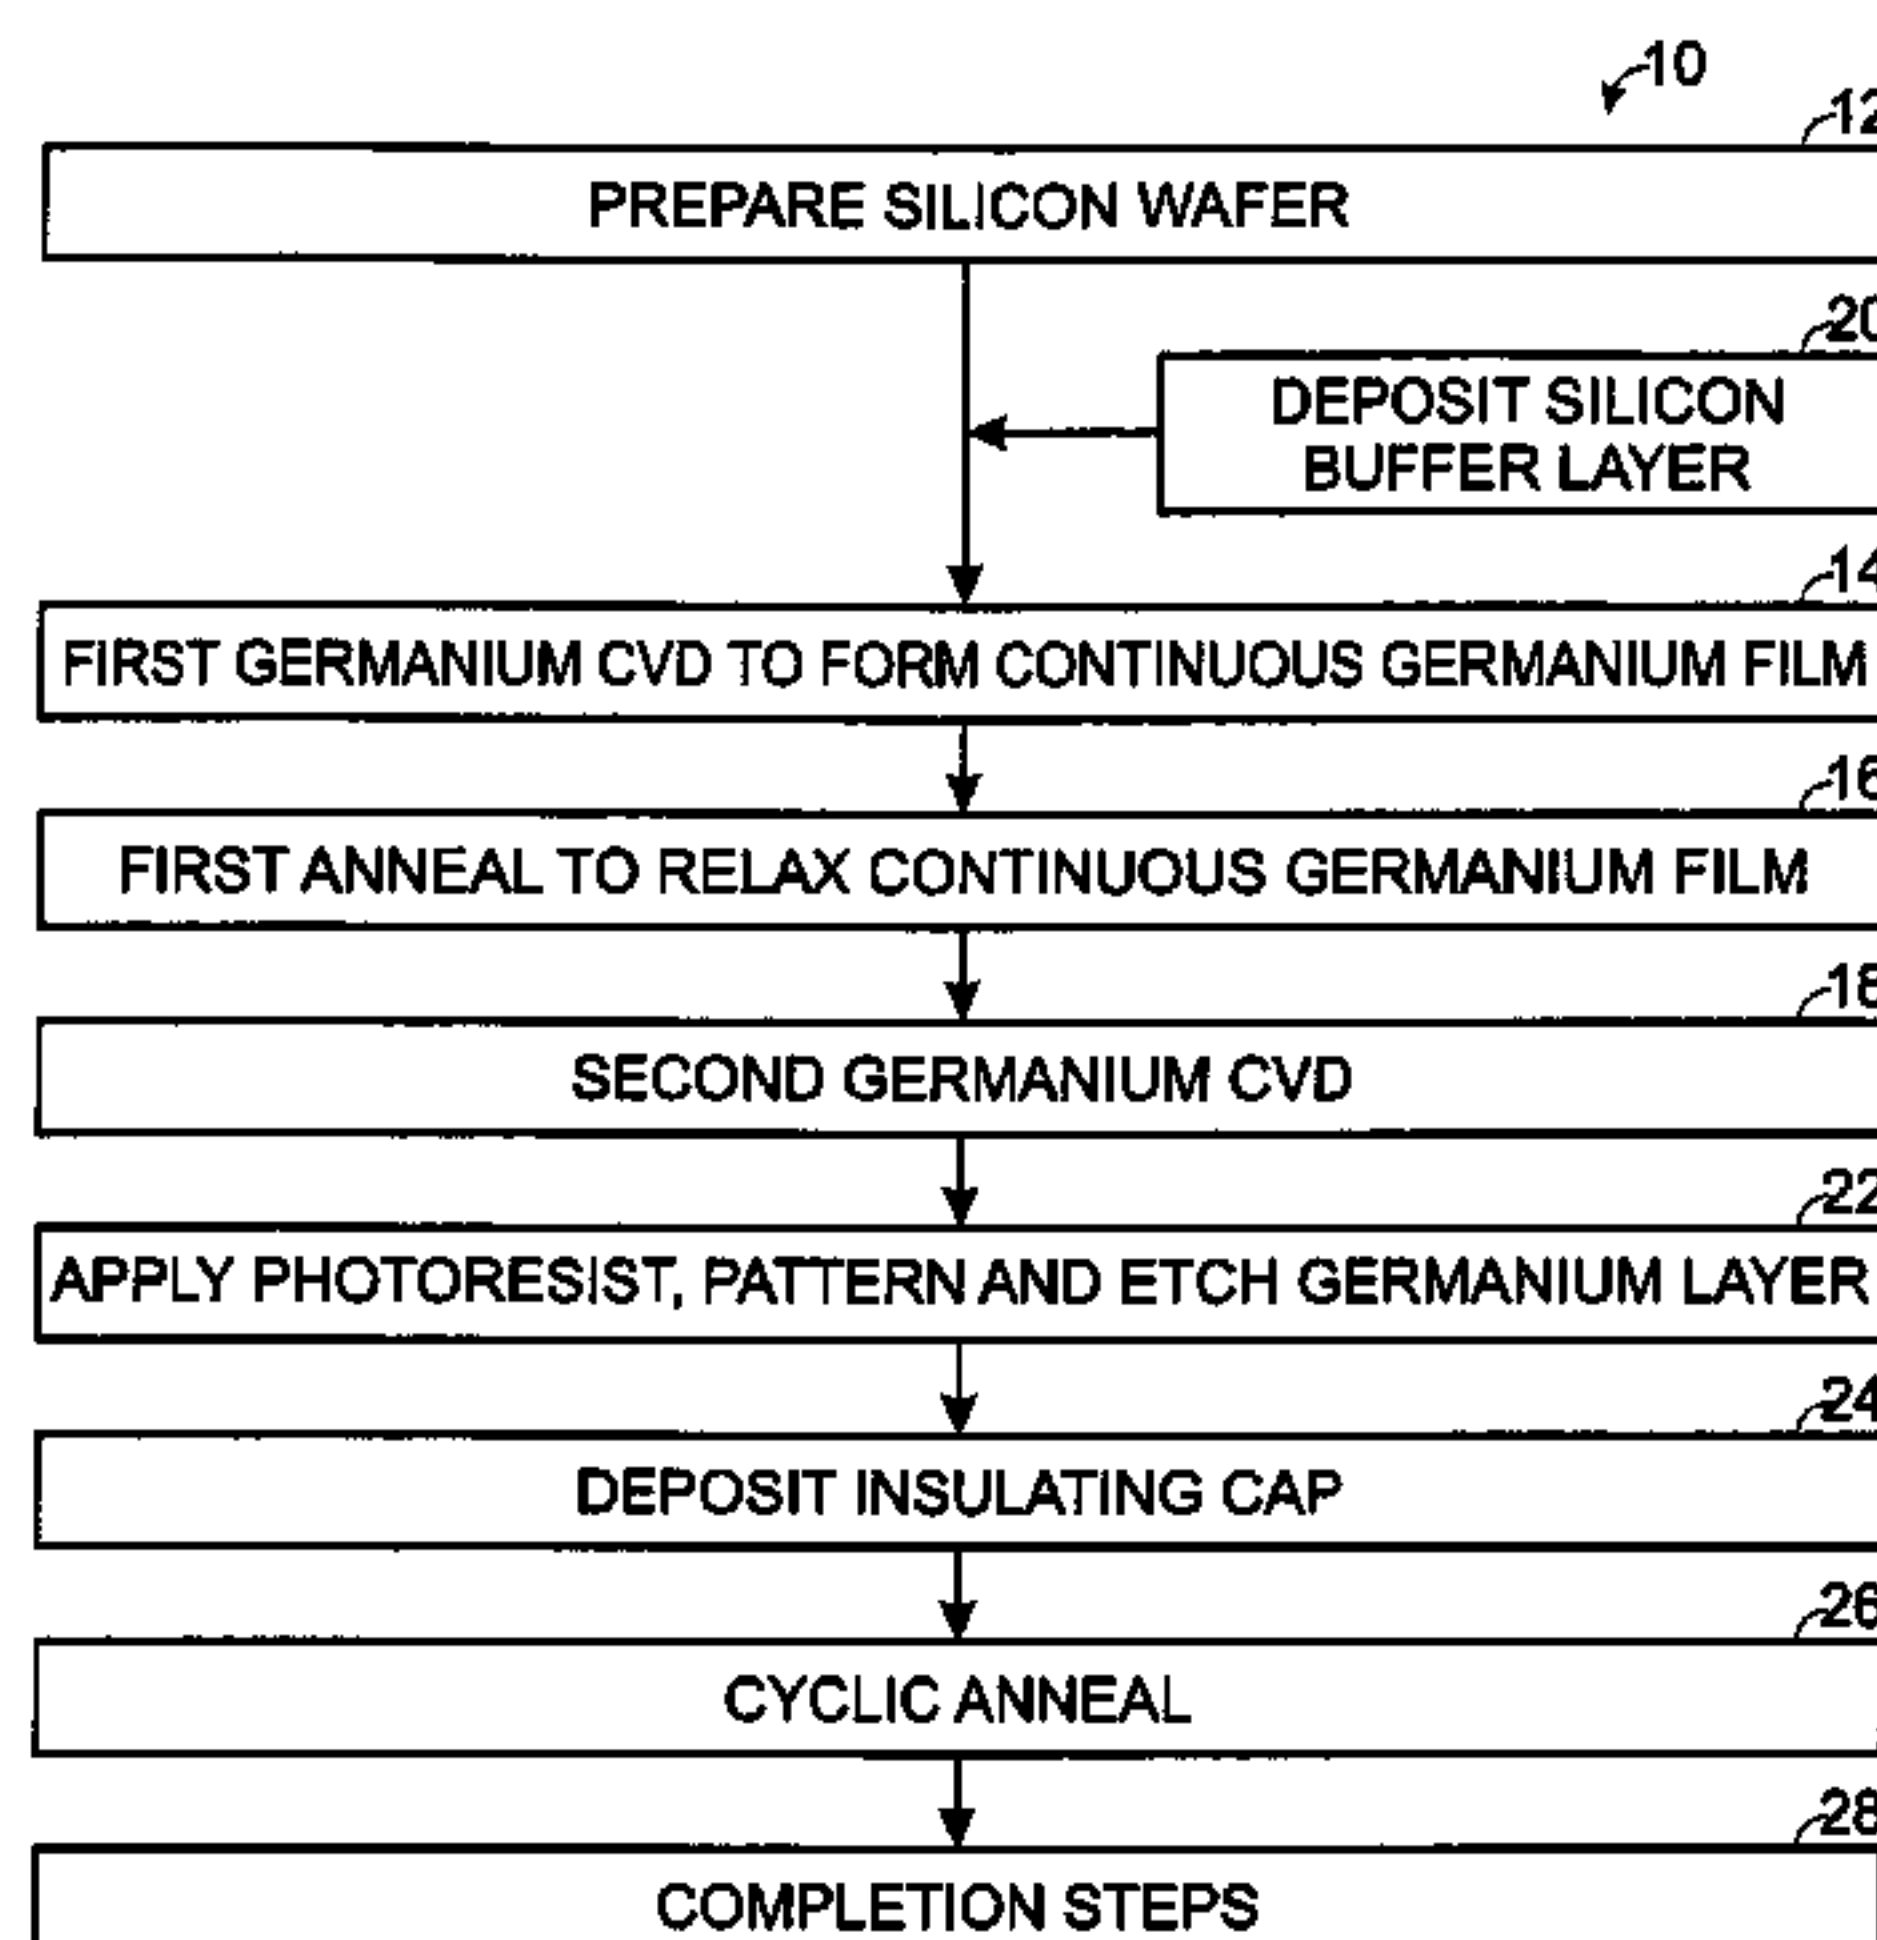 10
12
PREPARE SILICON WAFER
20
DEPOSIT SILICON
BUFFER LAYER
14
FIRST GERMANIUM CVD TO FORM CONTINUOUS GERMANIUM FILM
16
FIRST ANNEAL TO RELAX CONTINUOUS GERMANIUM FILM
18
SECOND GERMANIUM CVD
22
APPLY PHOTORESIST, PATTERN AND ETCH GERMANIUM LAYER
24
DEPOSIT INSULATING CAP
26
CYCLIC ANNEAL
28
COMPLETION STEPS